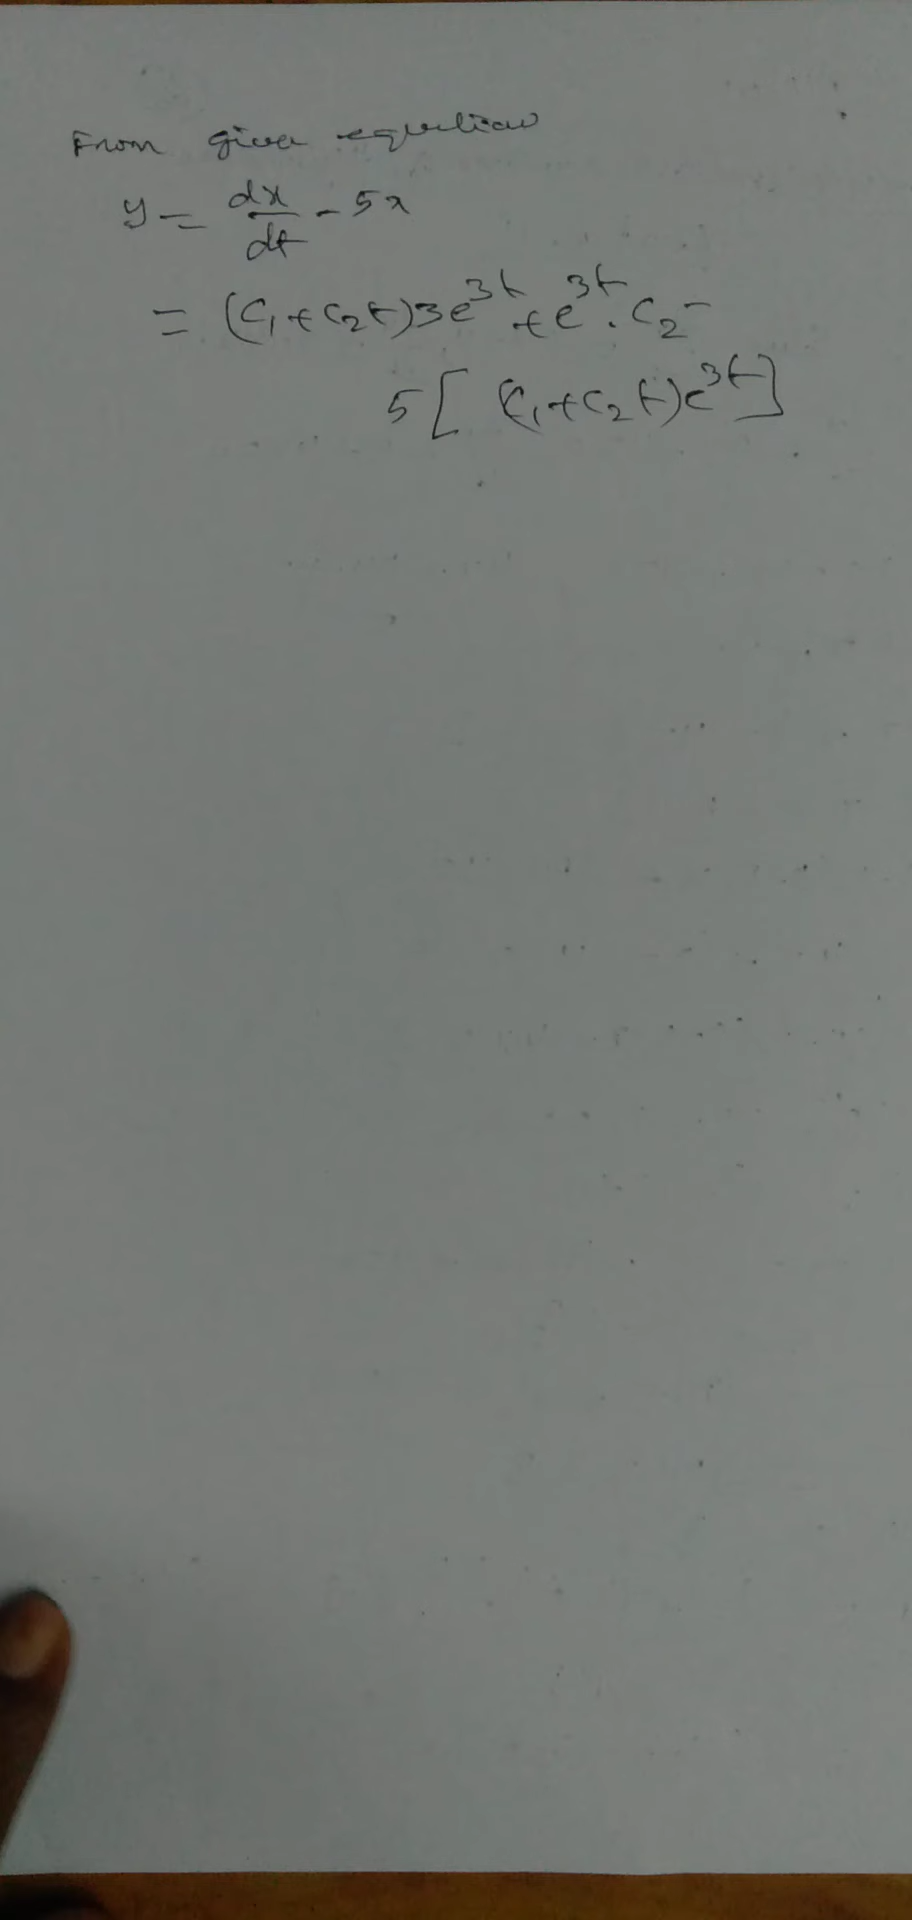 From given equation
y = dx/dt - 5x
= (C₁+C₂t)3e^3t + e^3t . C₂ -
5[(C₁+C₂t)e^3t]